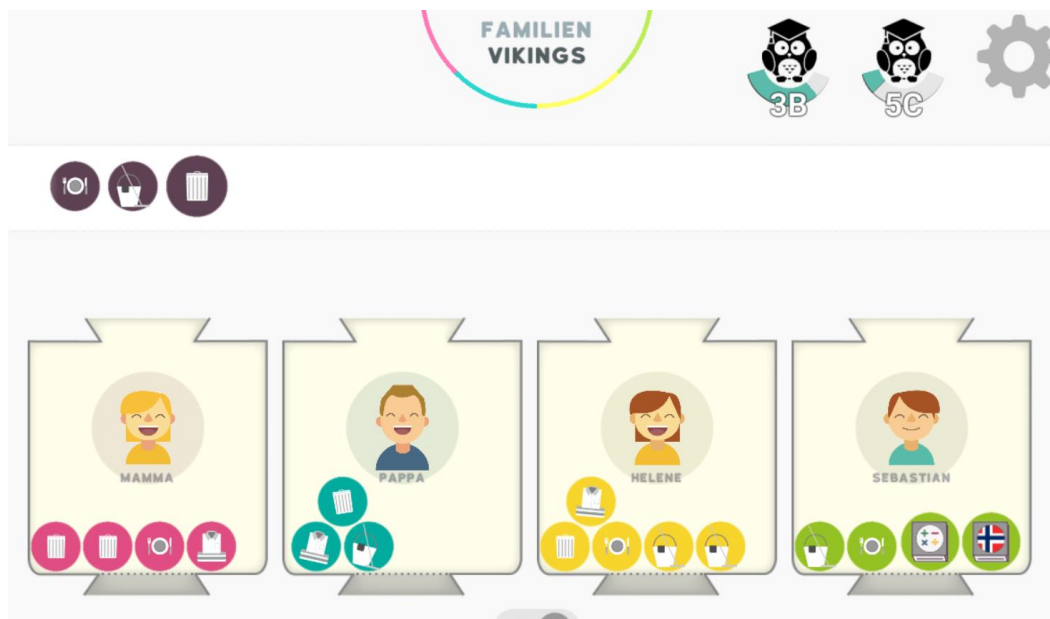 FAMILIEN
VIKINGS
3B
5C
MAMMA
PAPPA
HELENE
SEBASTIAN